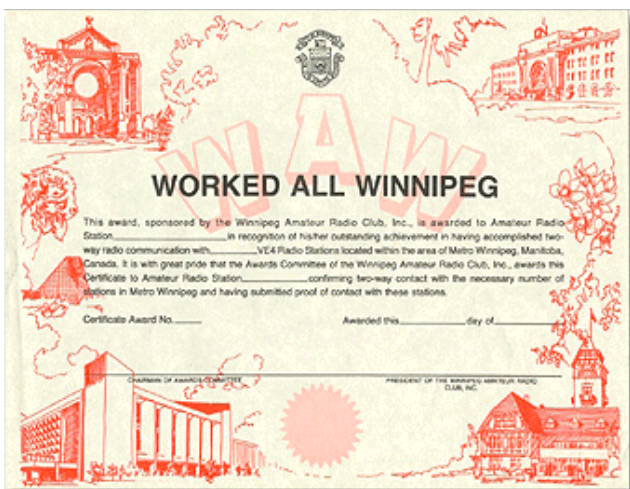 WAW
WORKED ALL WINNIPEG
This award, sponsored by the Winnipeg Amateur Radio Club, Inc., is awarded to Amateur Radio
Station____________________in recognition of his/her outstanding achievement in having accomplished two-
way radio communication with__________VE4 Radio Stations located within the area of Metro Winnipeg, Manitoba,
Canada. It is with great pride that the Awards Committee of the Winnipeg Amateur Radio Club, Inc., awards this
Certificate to Amateur Radio Station____________confirming two-way contact with the necessary number of
stations in Metro Winnipeg and having submitted proof of contact with these stations.
Certificate Award No._____ Awarded this____________day of____________
CHAIRMAN OF AWARDS COMMITTEE PRESIDENT OF THE WINNIPEG AMATEUR RADIO
CLUB, INC.